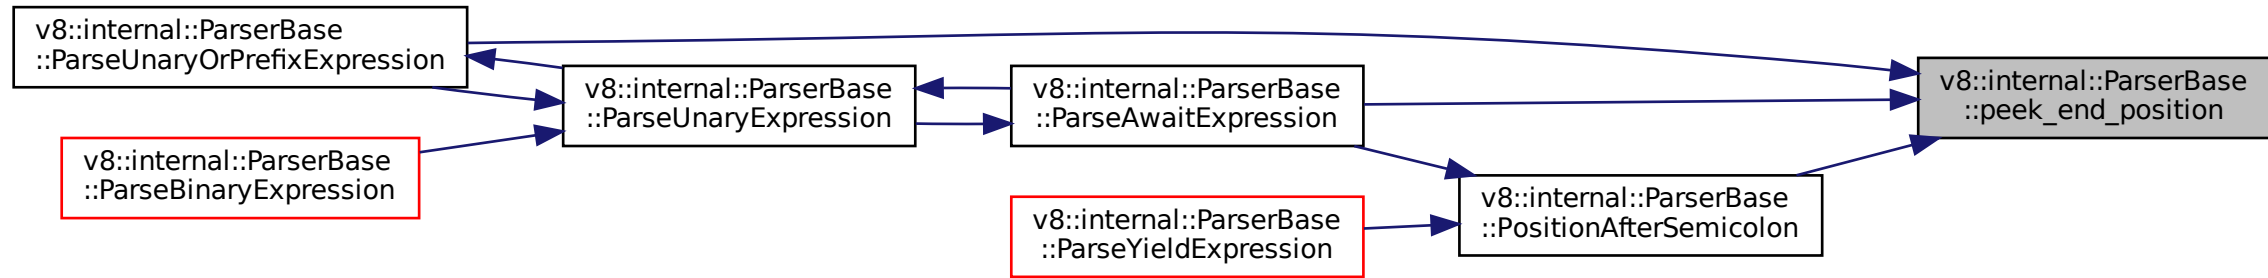 v8::internal::ParserBase
::ParseUnaryOrPrefixExpression
v8::internal::ParserBase
::ParseUnaryExpression
v8::internal::ParserBase
::ParseBinaryExpression
v8::internal::ParserBase
::ParseAwaitExpression
v8::internal::ParserBase
::ParseYieldExpression
v8::internal::ParserBase
::PositionAfterSemicolon
v8::internal::ParserBase
::peek_end_position